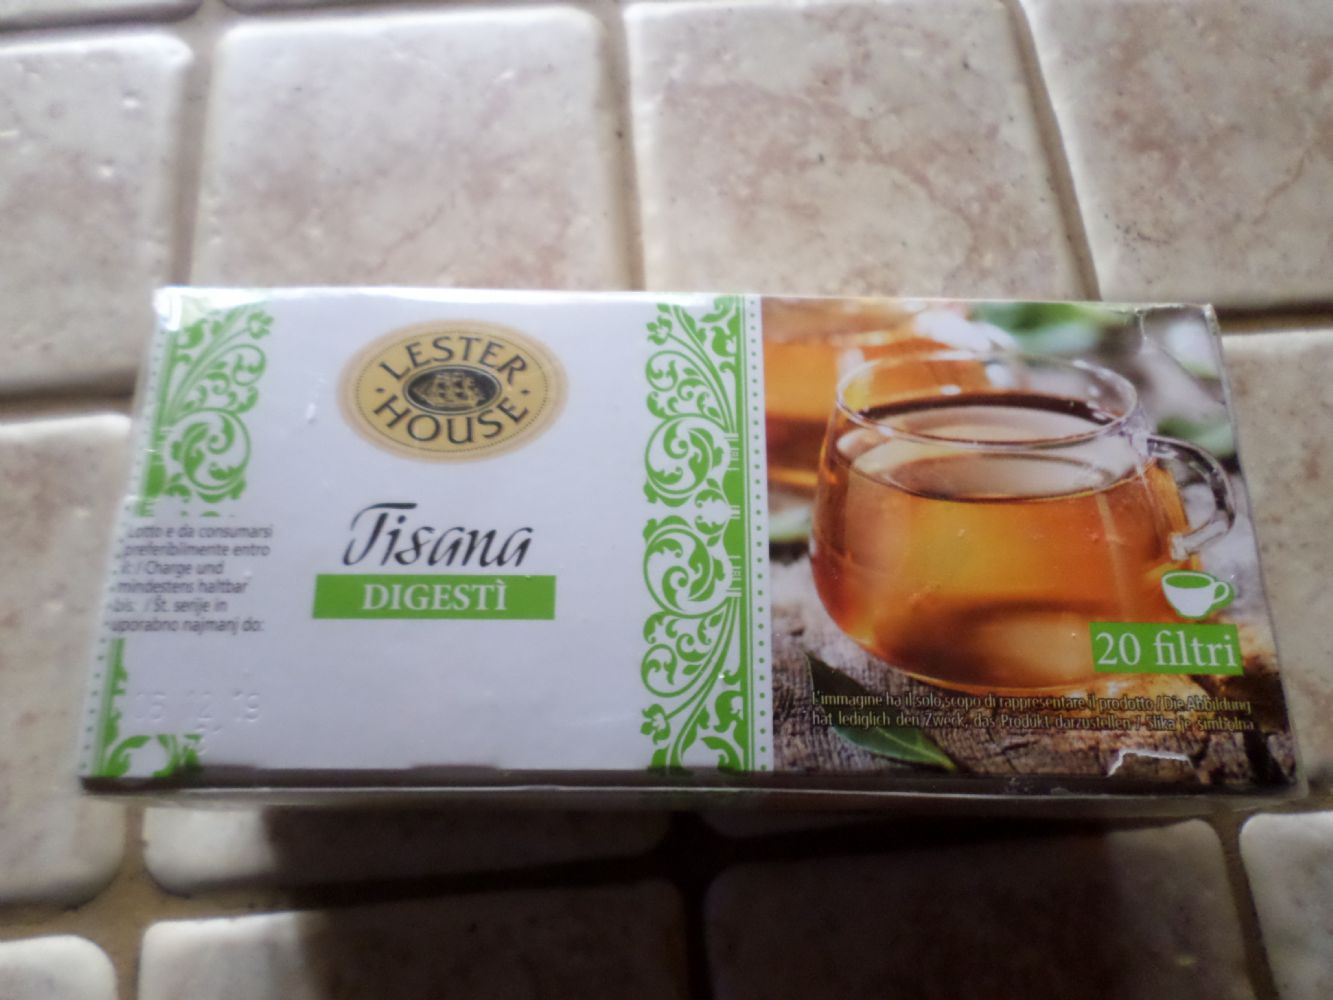 LESTER
HOUSE
Tisana
DIGESTÌ
Lotto e da consumarsi
preferibilmente entro
il: / Charge und
mindestens haltbar
bis: / Št. serije in
uporabno najmanj do:
05 12 19
20 filtri
L'immagine ha il solo scopo di rappresentare il prodotto / Die Abbildung
hat lediglich den Zweck, das Produkt darzustellen / Slika je simbolna